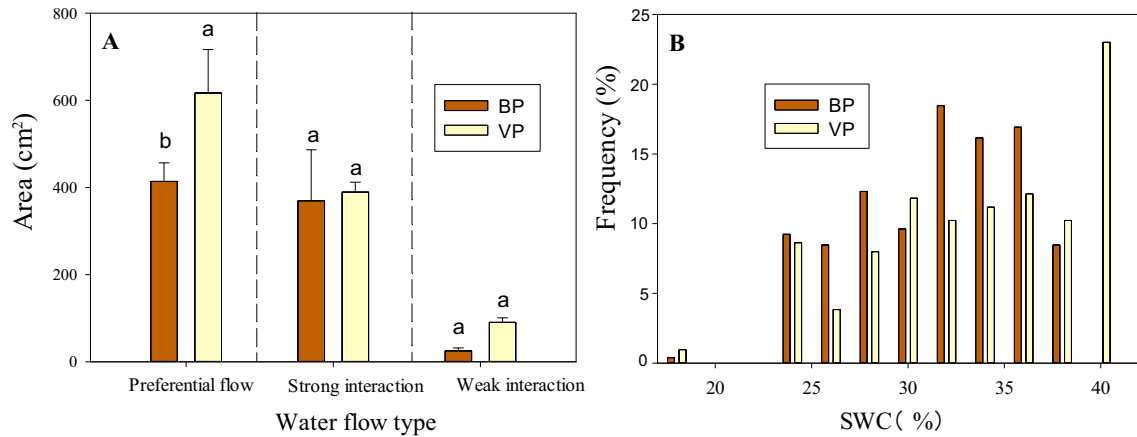 A
Area (cm²)
800
600
400
200
0
b
a
a
a
a
a
BP
VP
Preferential flow
Strong interaction
Weak interaction
Water flow type
B
Frequency (%)
25
20
15
10
5
0
BP
VP
20
25
30
35
40
SWC( %)